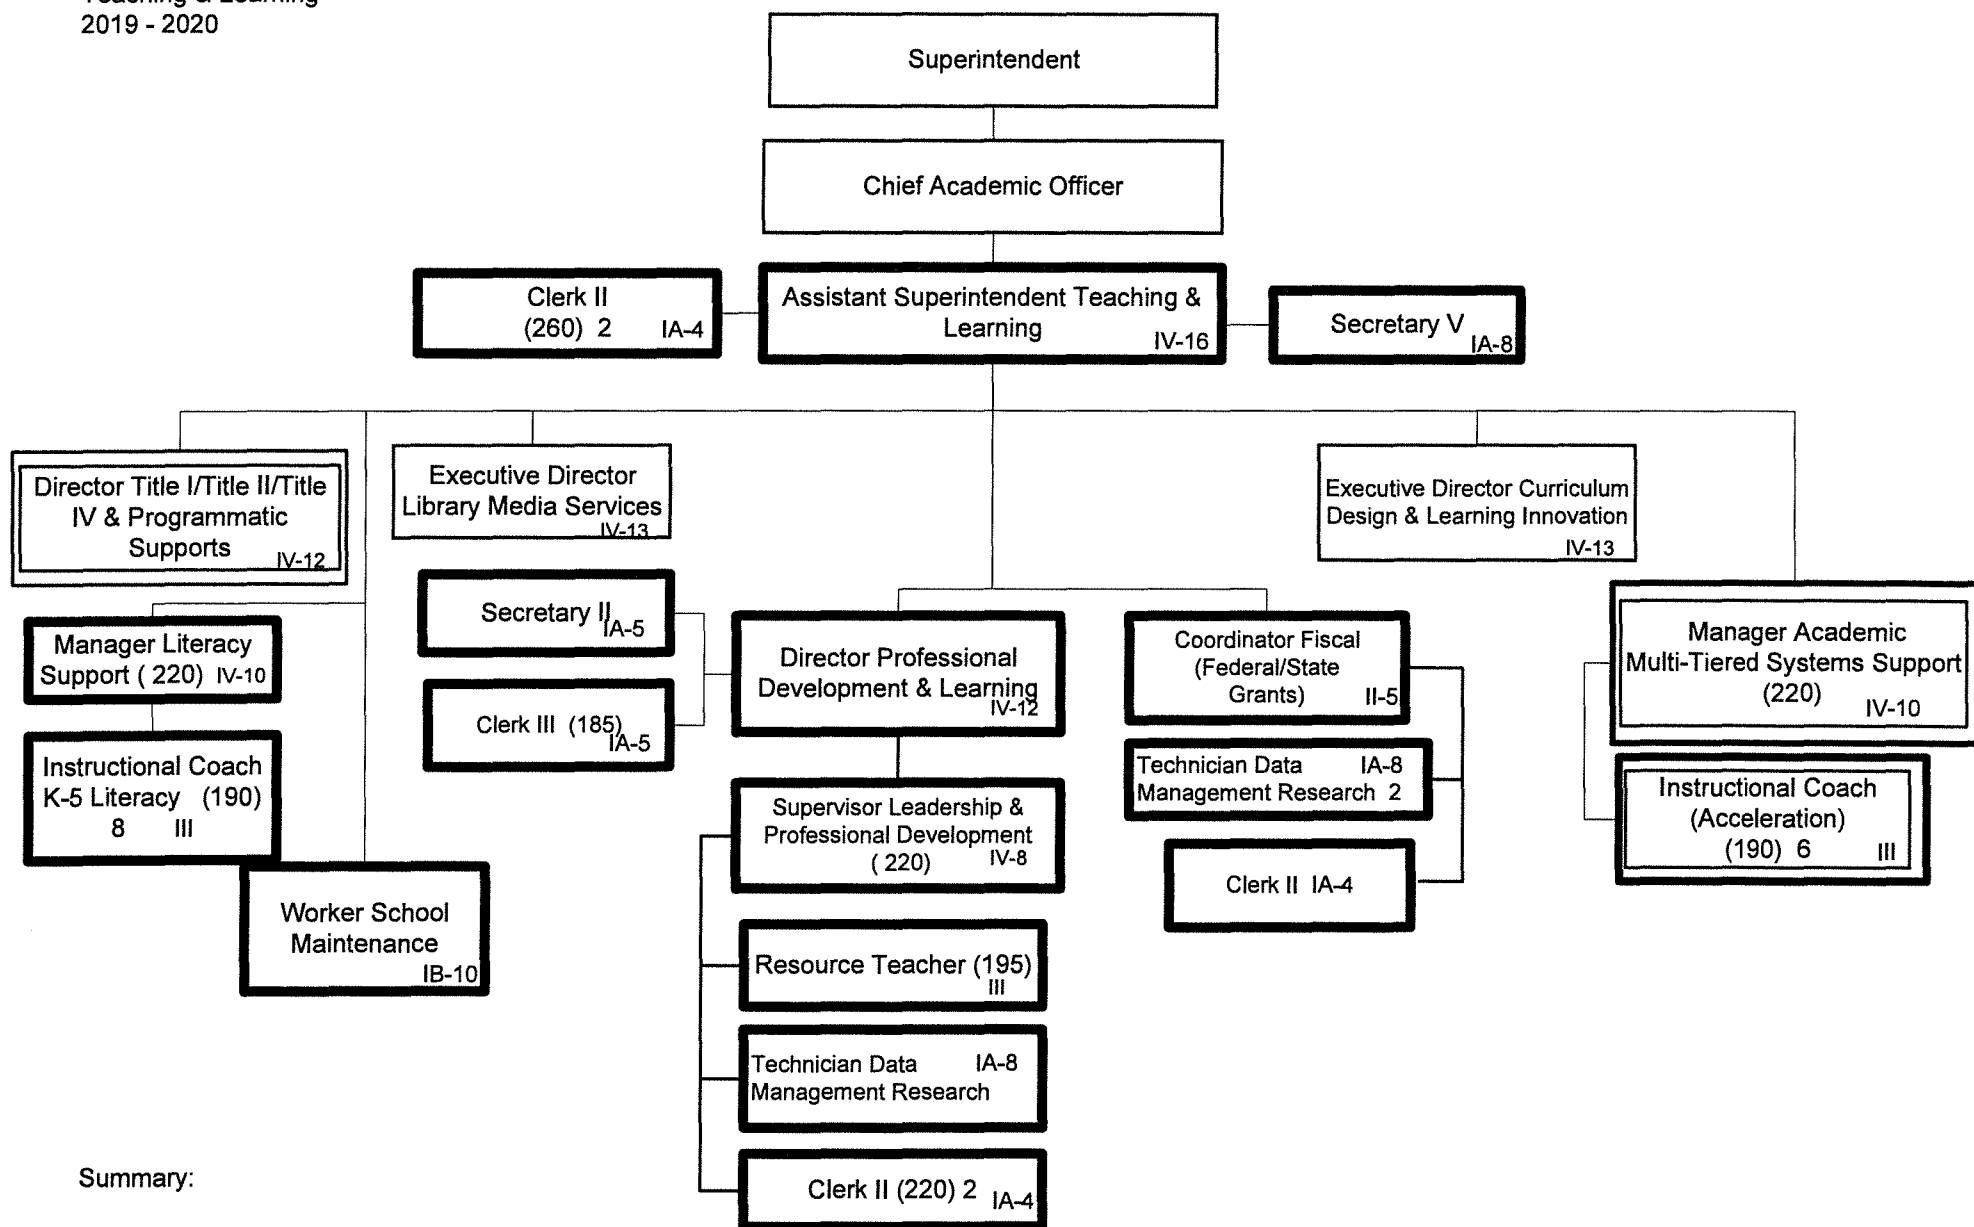 Teaching & Learning
2019 - 2020
Superintendent
Chief Academic Officer
Clerk II
(260) 2 IA-4
Assistant Superintendent Teaching &
Learning
IV-16
Secretary V
IA-8
Director Title I/Title II/Title
IV & Programmatic
Supports
IV-12
Executive Director
Library Media Services
IV-13
Executive Director Curriculum
Design & Learning Innovation
IV-13
Manager Literacy
Support ( 220) IV-10
Instructional Coach
K-5 Literacy (190)
8 III
Worker School
Maintenance
IB-10
Secretary II
IA-5
Clerk III (185)
IA-5
Director Professional
Development & Learning
IV-12
Supervisor Leadership &
Professional Development
( 220) IV-8
Resource Teacher (195)
III
Technician Data IA-8
Management Research
Clerk II (220) 2 IA-4
Coordinator Fiscal
(Federal/State
Grants) II-5
Technician Data IA-8
Management Research 2
Clerk II IA-4
Manager Academic
Multi-Tiered Systems Support
(220)
IV-10
Instructional Coach
(Acceleration)
(190) 6 III
Summary: